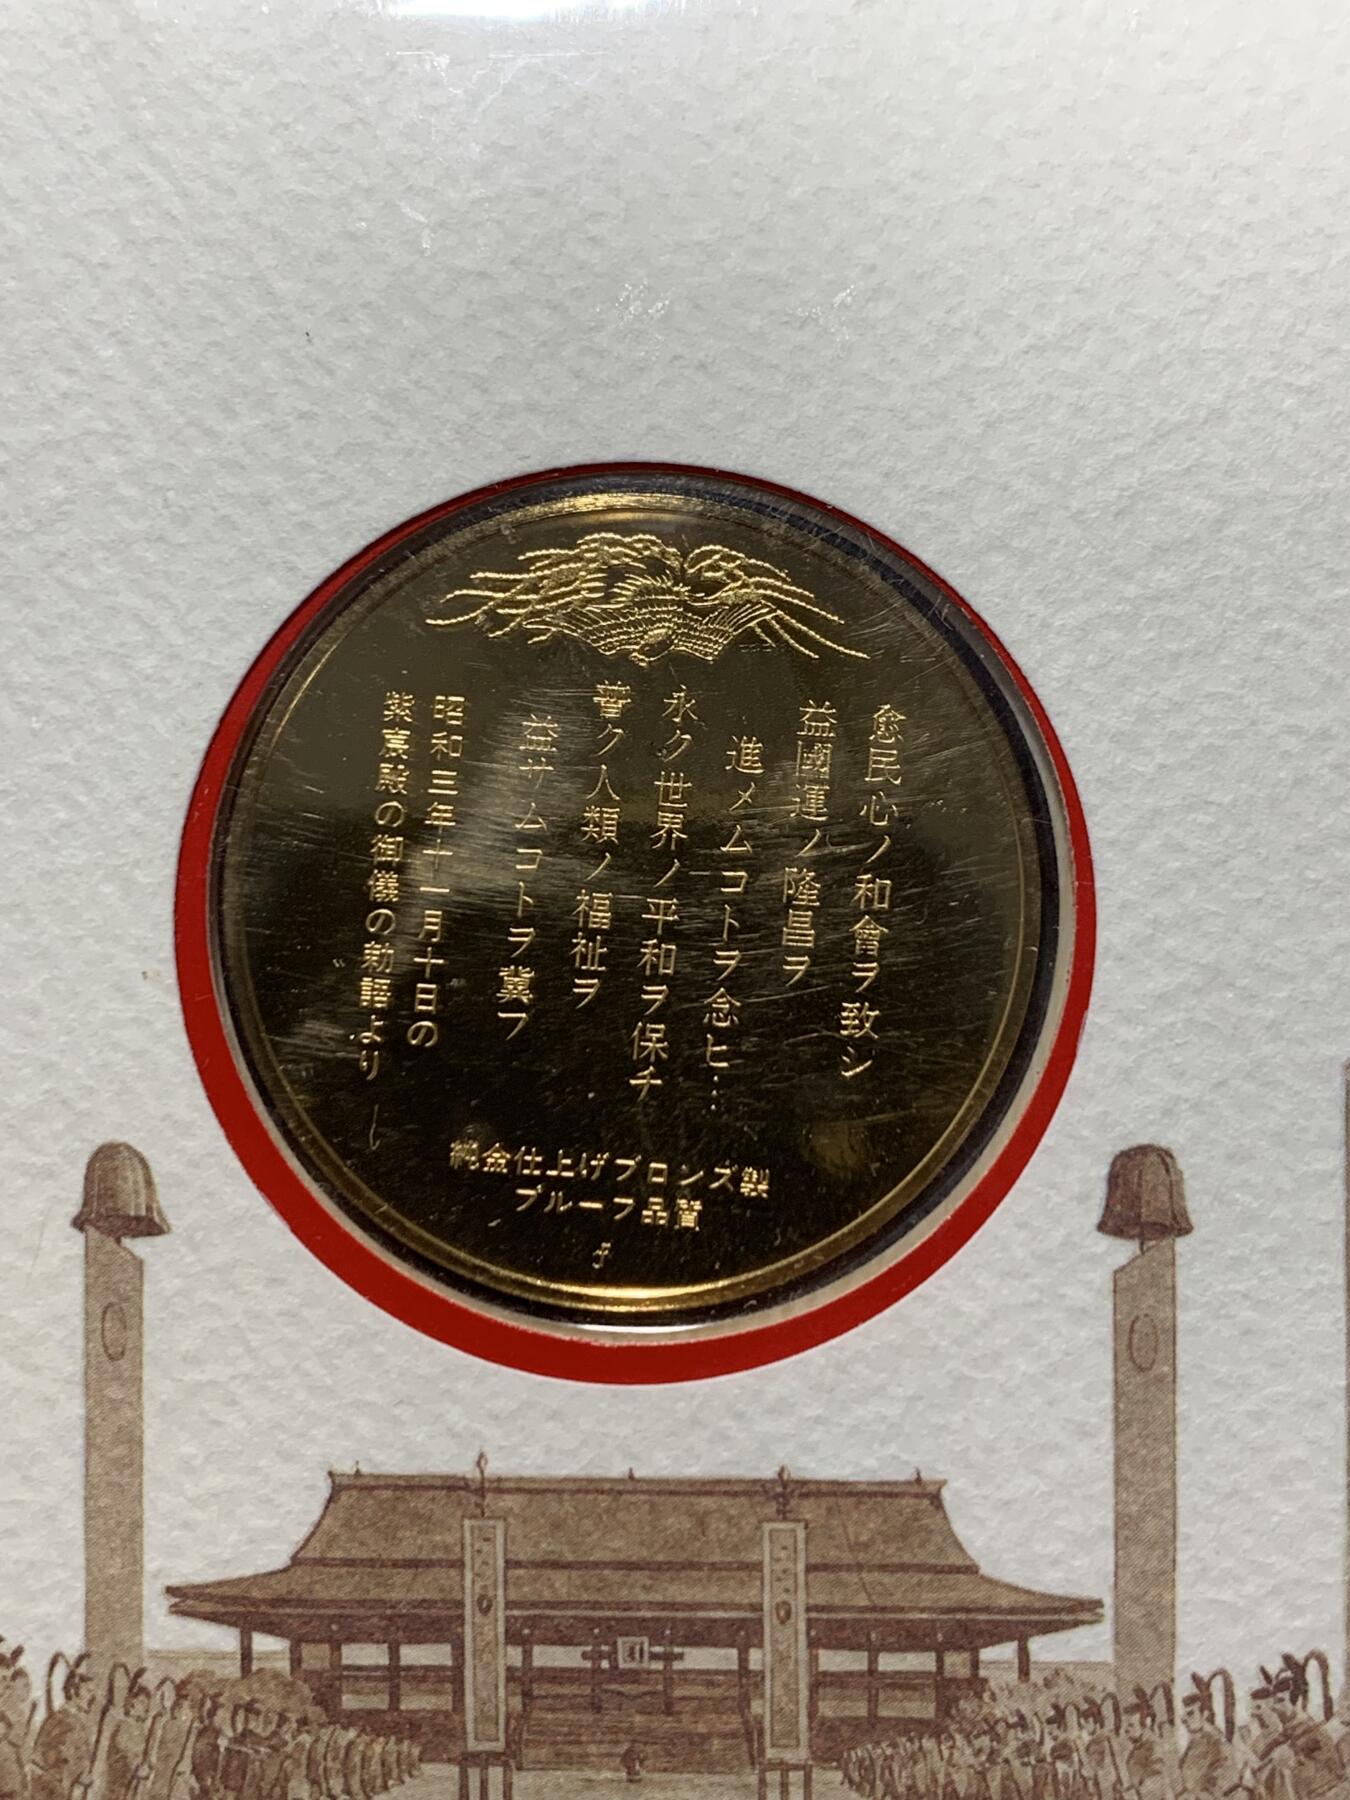 愈民心ノ和會ヲ致シ
益國運ノ隆昌ヲ
進メムコトヲ念ヒ…
永ク世界ノ平和ヲ保チ
普ク人類ノ福祉ヲ
益サムコトヲ冀フ
昭和三年十一月十日の
紫宸殿の御儀の勅語より
純金仕上げブロンズ製
プルーフ品質